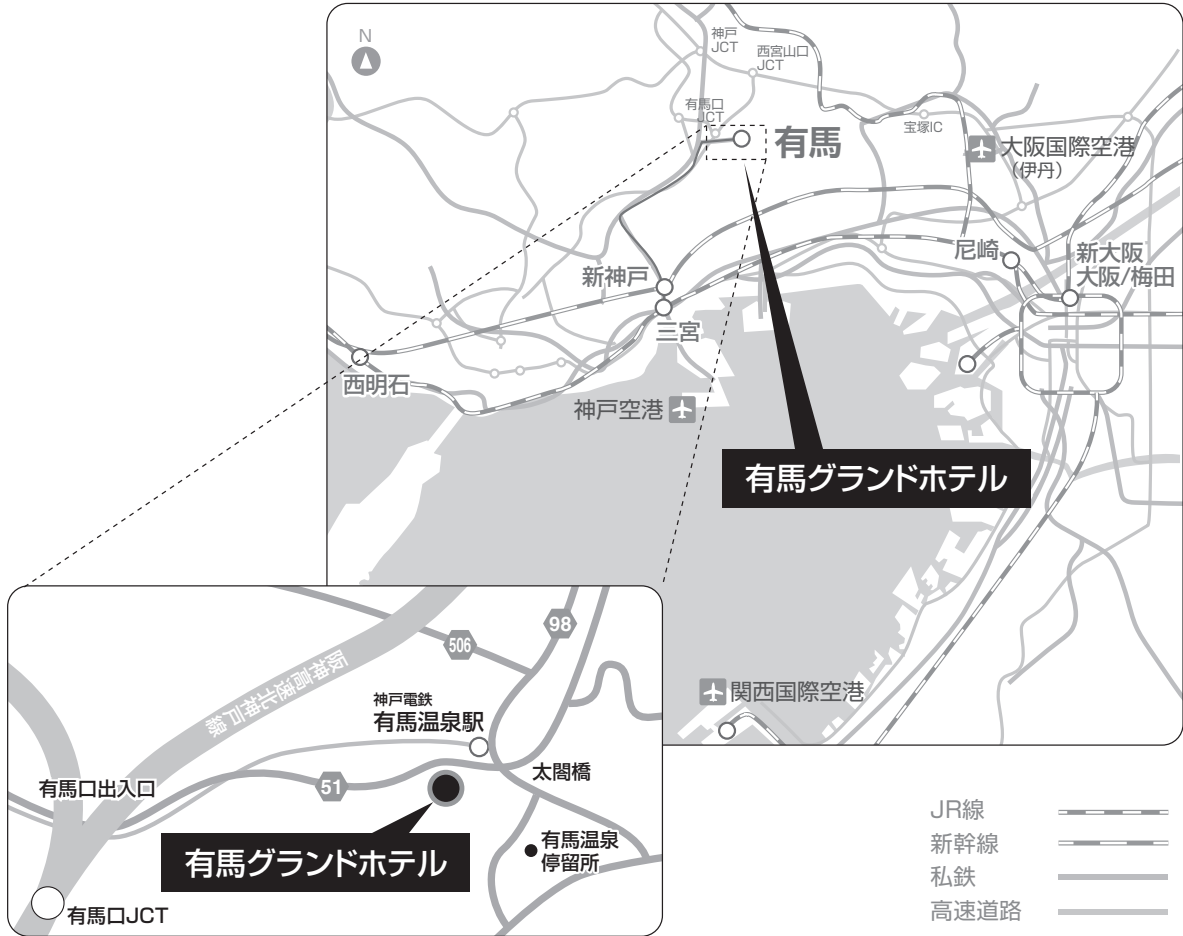 N
神戸
JCT
西宮山口
JCT
有馬口
JCT
宝塚IC
有馬
大阪国際空港
(伊丹)
尼崎
新大阪
大阪/梅田
新神戸
三宮
西明石
神戸空港
有馬グランドホテル
関西国際空港
98
506
阪神高速北神戸線
神戸電鉄
有馬温泉駅
太閤橋
有馬口出入口
51
有馬グランドホテル
有馬温泉
停留所
有馬口JCT
JR線
新幹線
私鉄
高速道路